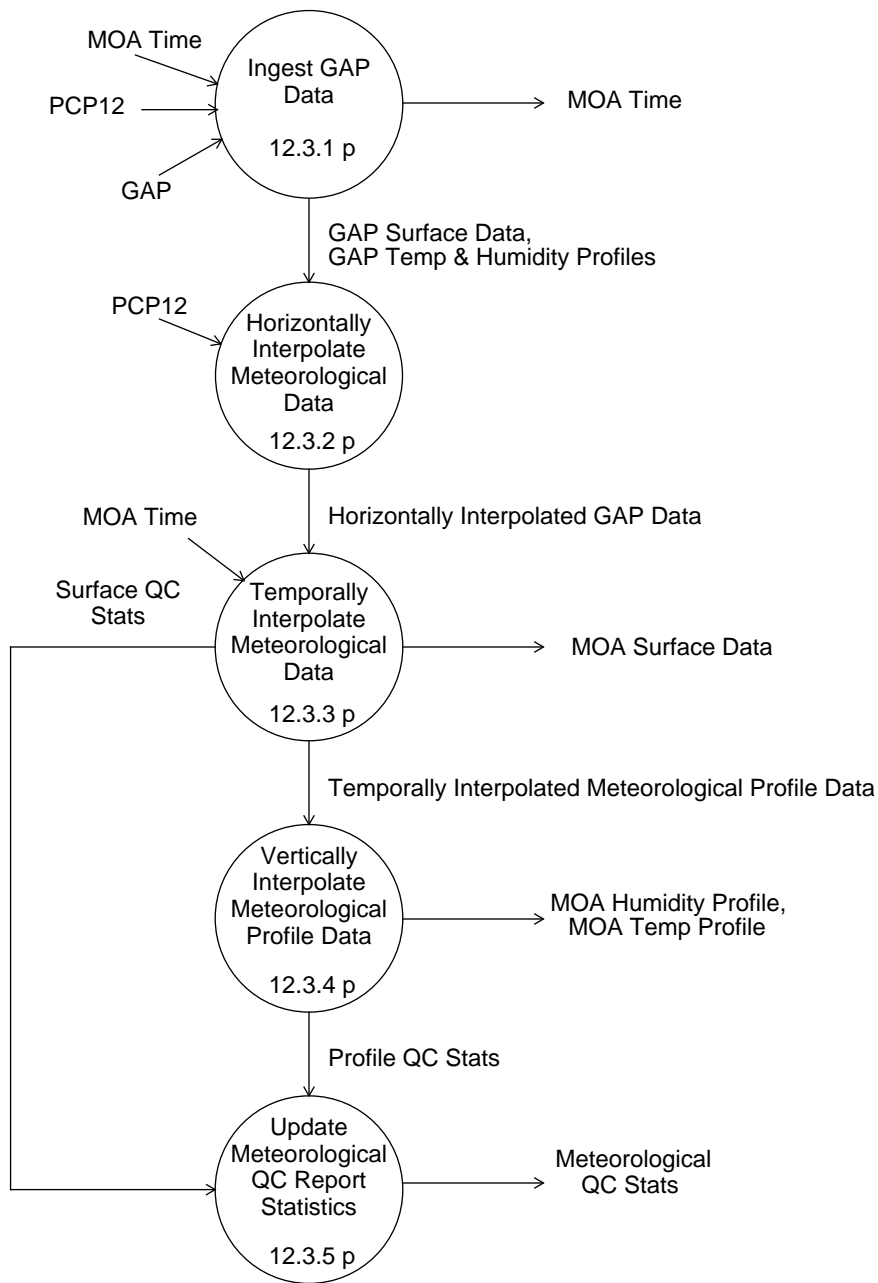 MOA Time
Ingest GAP
Data
PCP12
MOA Time
12.3.1 p
GAP
GAP Surface Data,
GAP Temp & Humidity Profiles
PCP12
Horizontally
Interpolate
Meteorological
Data
12.3.2 p
Horizontally Interpolated GAP Data
MOA Time
Surface QC
Stats
Temporally
Interpolate
Meteorological
Data
MOA Surface Data
12.3.3 p
Temporally Interpolated Meteorological Profile Data
Vertically
Interpolate
Meteorological
Profile Data
MOA Humidity Profile,
MOA Temp Profile
12.3.4 p
Profile QC Stats
Update
Meteorological
QC Report
Statistics
Meteorological
QC Stats
12.3.5 p